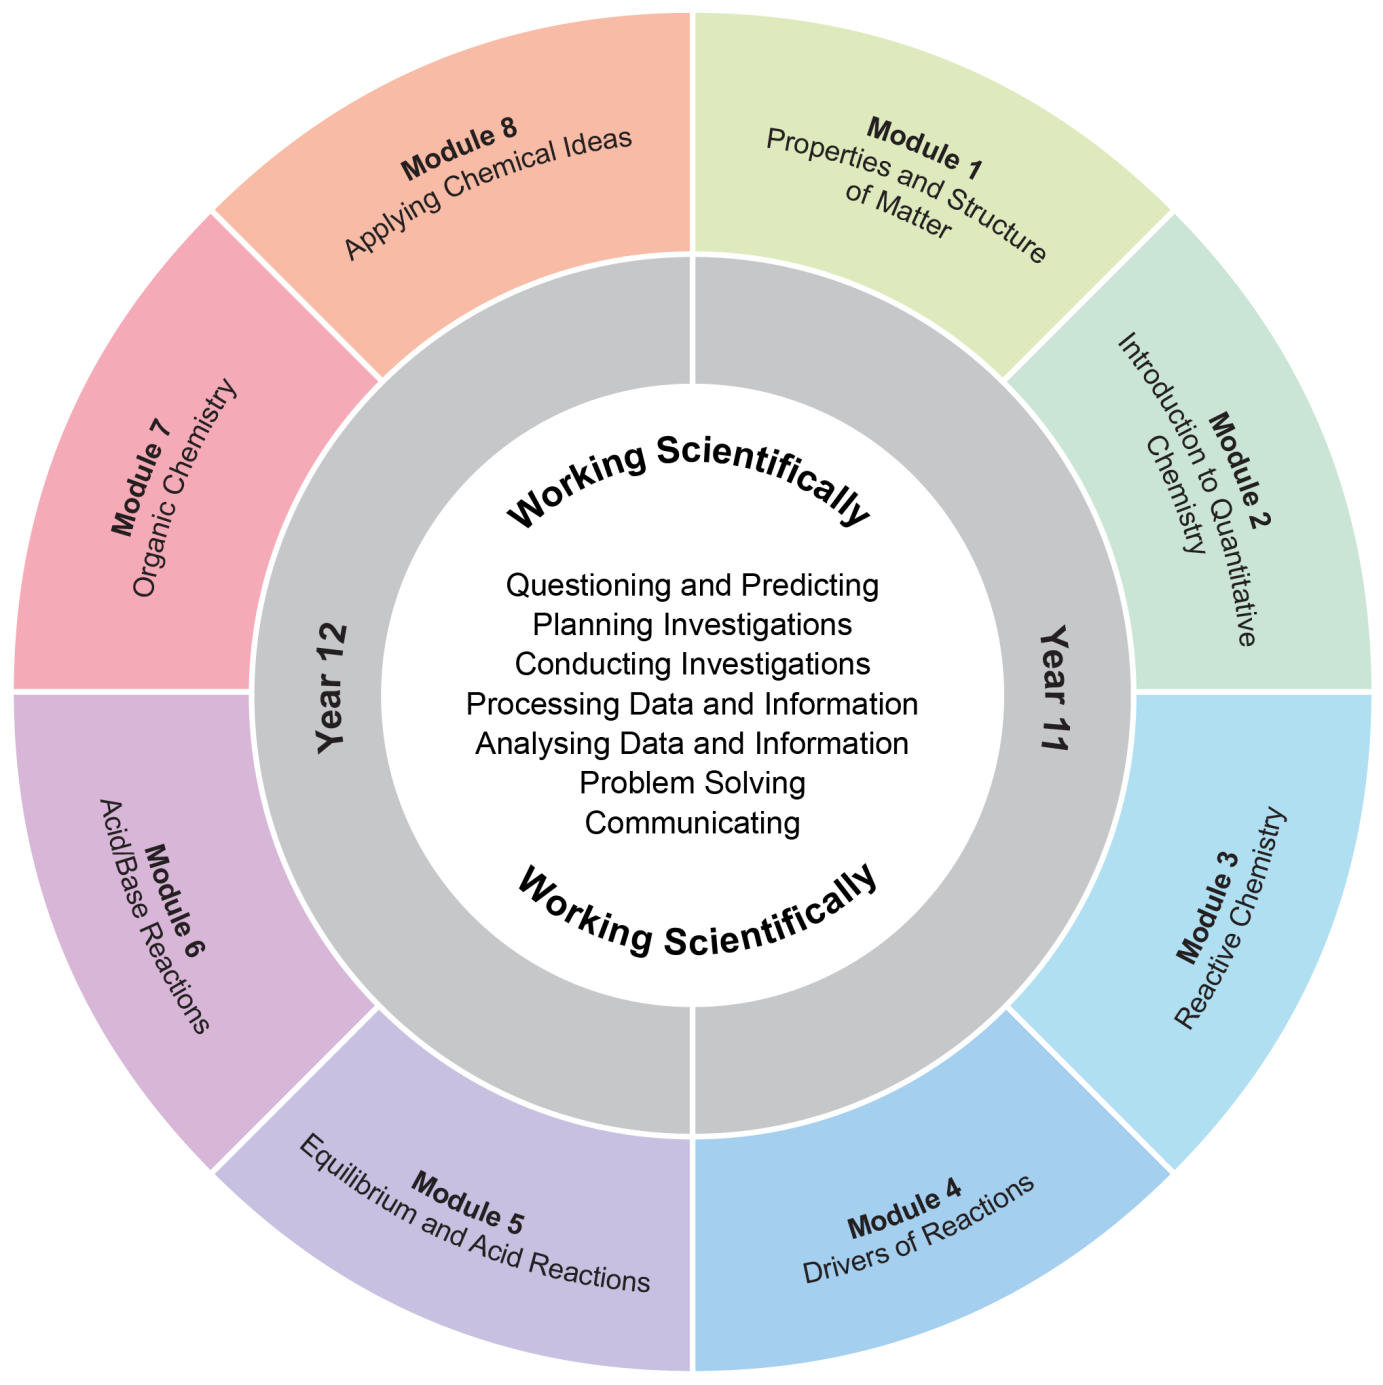 Module 1
Properties and Structure
of Matter
Module 2
Introduction to Quantitative
Chemistry
Module 3
Reactive Chemistry
Module 4
Drivers of Reactions
Module 5
Equilibrium and Acid Reactions
Module 6
Acid/Base Reactions
Module 7
Organic Chemistry
Module 8
Applying Chemical Ideas
Year 11
Year 12
Working Scientifically
Questioning and Predicting
Planning Investigations
Conducting Investigations
Processing Data and Information
Analysing Data and Information
Problem Solving
Communicating
Working Scientifically